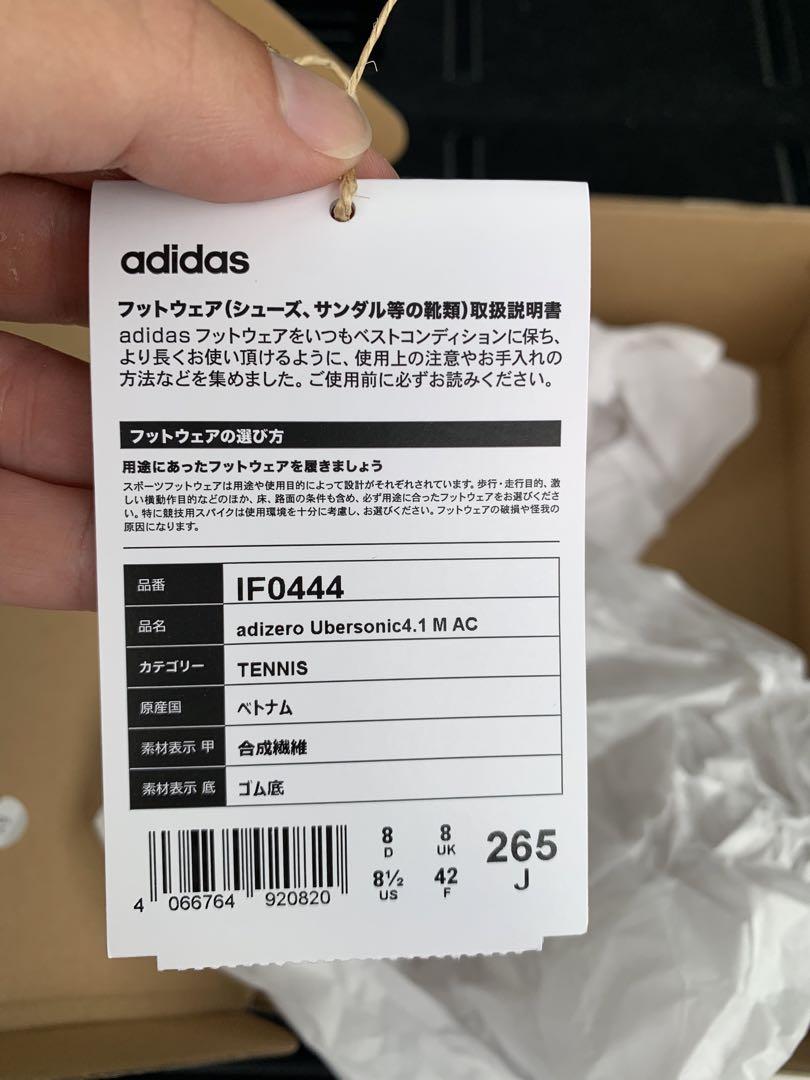 adidas
フットウェア(シューズ、サンダル等の靴類)取扱説明書
adidas フットウェアをいつもベストコンディションに保ち、
より長くお使い頂けるように、使用上の注意やお手入れの
方法などを集めました。ご使用前に必ずお読みください。
フットウェアの選び方
用途にあったフットウェアを履きましょう
スポーツフットウェアは用途や使用目的によって設計がそれぞれされています。歩行・走行目的、激
しい横動作目的などのほか、床、路面の条件も含め、必ず用途に合ったフットウェアをお選びくださ
い。特に競技用スパイクは使用環境を十分に考慮し、お選びください。フットウェアの破損や怪我の
原因になります。
品番 IF0444
品名 adizero Ubersonic4.1 M AC
カテゴリー TENNIS
原産国 ベトナム
素材表示 甲 合成繊維
素材表示 底 ゴム底
8 D 8 UK 265 J
8½ US 42 F
4 066764 920820